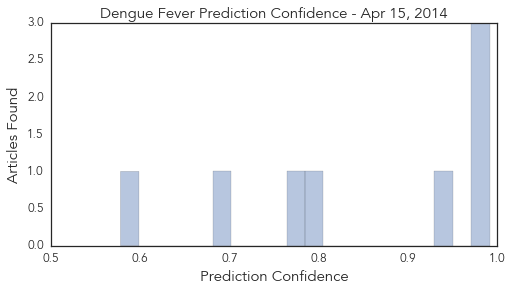 Dengue Fever Prediction Confidence - Apr 15, 2014
Articles Found
3.0
2.5
2.0
1.5
1.0
0.5
0.0
0.5 0.6 0.7 0.8 0.9 1.0
Prediction Confidence